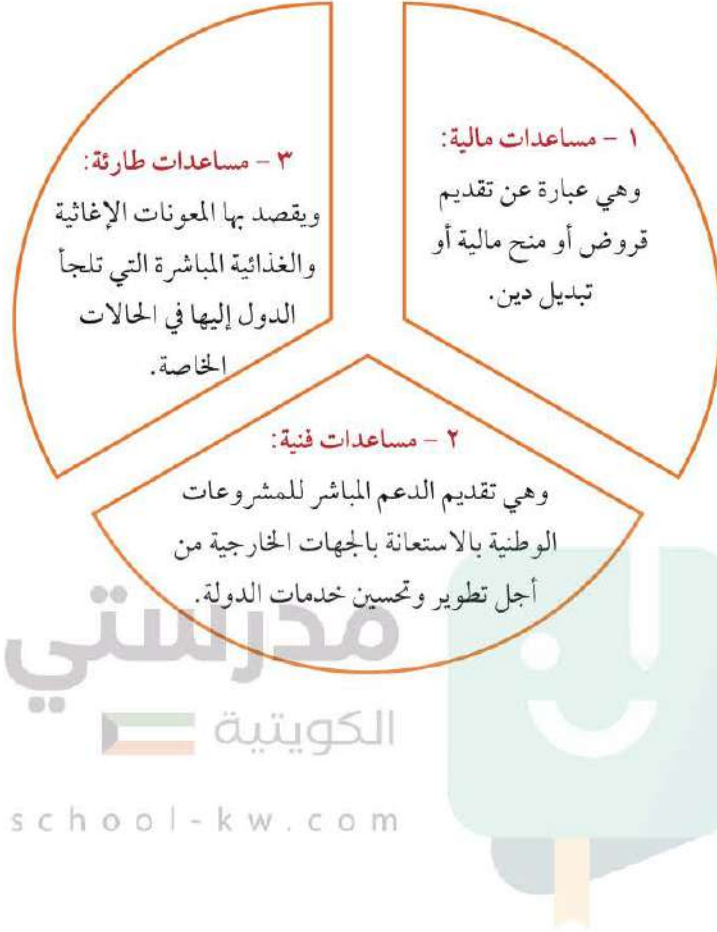 ١ – مساعدات مالية:
وهي عبارة عن تقديم
قروض أو منح مالية أو
تبديل دين.
٣ – مساعدات طارئة:
ويقصد بها المعونات الإغاثية
والغذائية المباشرة التي تلجأ
الدول إليها في الحالات
الخاصة.
٢ – مساعدات فنية:
وهي تقديم الدعم المباشر للمشروعات
الوطنية بالاستعانة بالجهات الخارجية من
أجل تطوير وتحسين خدمات الدولة.
مدرستي
الكويتية
school-kw.com